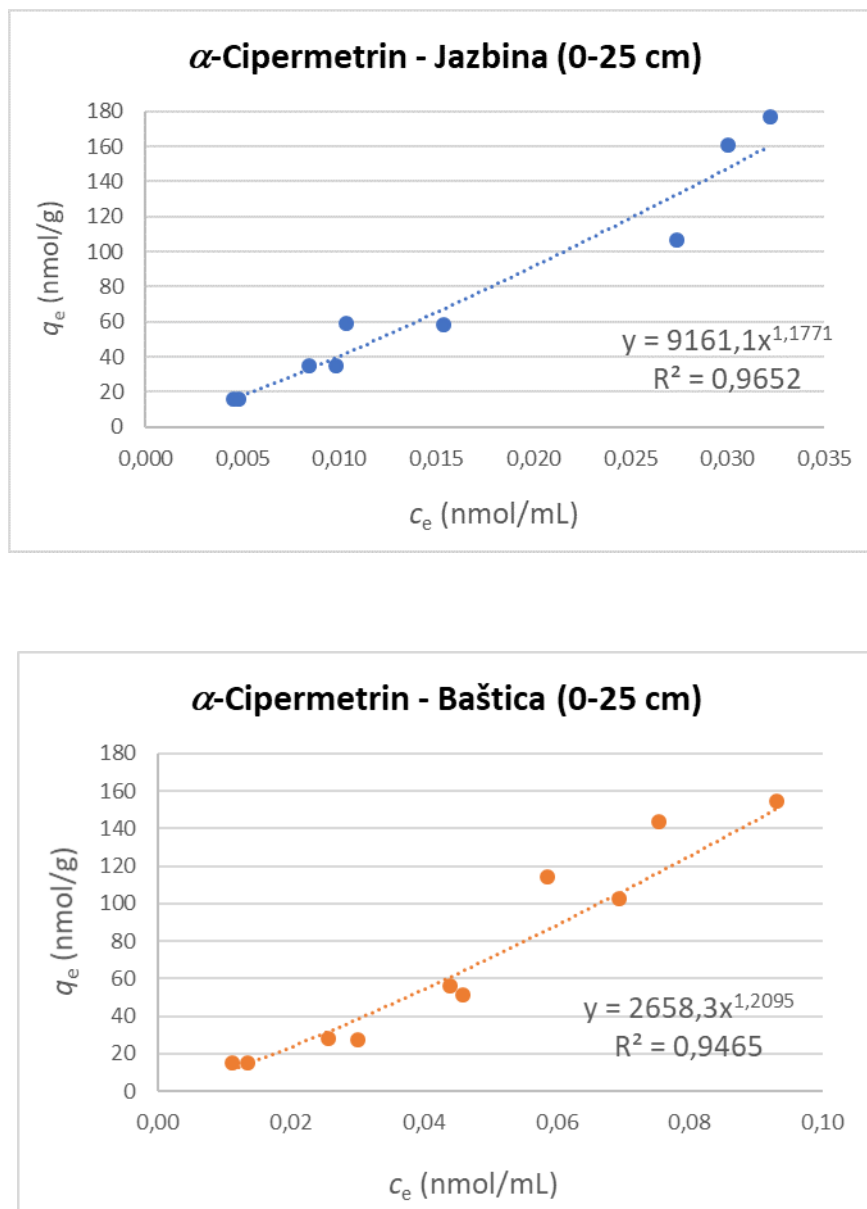 α-Cipermetrin - Jazbina (0-25 cm)
180
160
140
120
100
80
60
40
20
0
qe (nmol/g)
y = 9161,1x^1,1771
R² = 0,9652
0,000 0,005 0,010 0,015 0,020 0,025 0,030 0,035
ce (nmol/mL)
α-Cipermetrin - Baštica (0-25 cm)
180
160
140
120
100
80
60
40
20
0
qe (nmol/g)
y = 2658,3x^1,2095
R² = 0,9465
0,00 0,02 0,04 0,06 0,08 0,10
ce (nmol/mL)